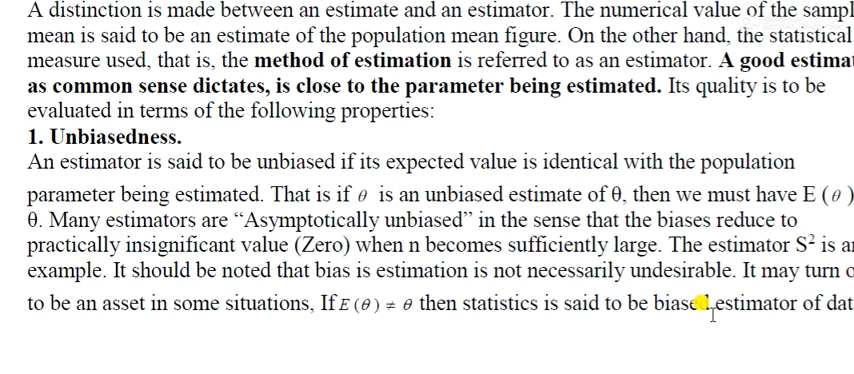 A distinction is made between an estimate and an estimator. The numerical value of the sampl
mean is said to be an estimate of the population mean figure. On the other hand, the statistical
measure used, that is, the method of estimation is referred to as an estimator. A good estimat
as common sense dictates, is close to the parameter being estimated. Its quality is to be
evaluated in terms of the following properties:
1. Unbiasedness.
An estimator is said to be unbiased if its expected value is identical with the population
parameter being estimated. That is if θ is an unbiased estimate of θ, then we must have E (θ)
θ. Many estimators are “Asymptotically unbiased” in the sense that the biases reduce to
practically insignificant value (Zero) when n becomes sufficiently large. The estimator S² is an
example. It should be noted that bias is estimation is not necessarily undesirable. It may turn o
to be an asset in some situations, If E (θ) ≠ θ then statistics is said to be biased estimator of dat